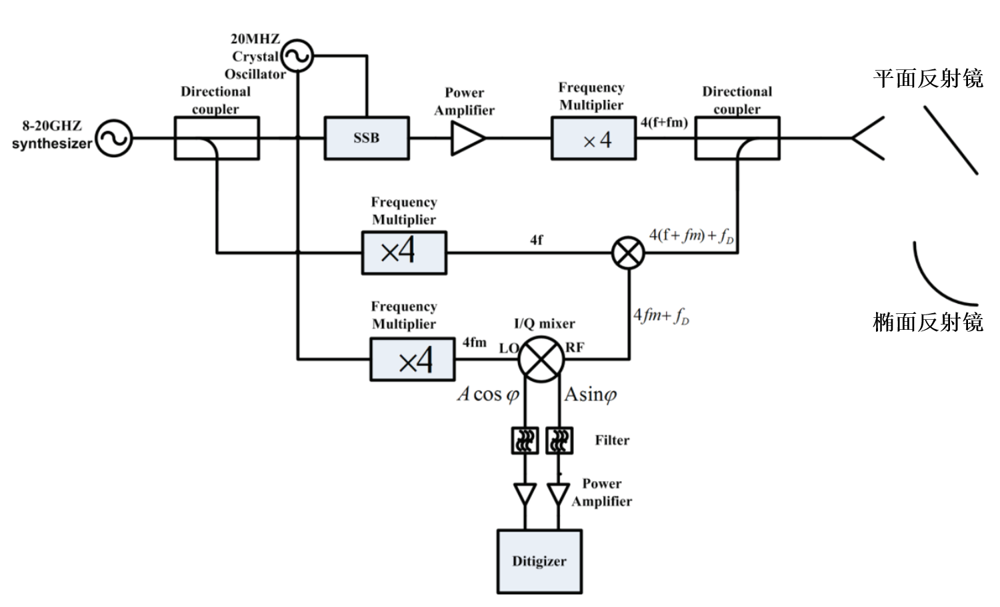 20MHZ
Crystal
Oscillator
Directional
coupler
8-20GHZ
synthesizer
SSB
Power
Amplifier
Frequency
Multiplier
×4
4(f+fm)
Directional
coupler
平面反射镜
Frequency
Multiplier
×4
4f
4(f+fm)+f_D
椭面反射镜
Frequency
Multiplier
×4
4fm
I/Q mixer
LO
RF
4fm+f_D
A cos φ
Asinφ
Filter
Power
Amplifier
Ditigizer